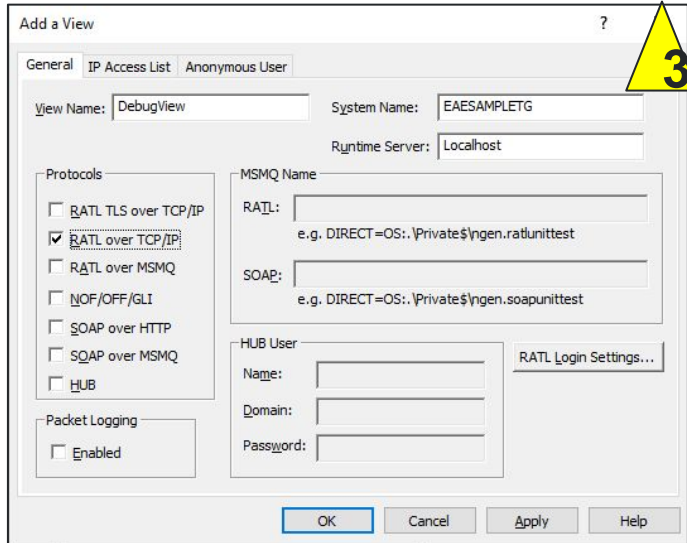 Add a View
?
3
General IP Access List Anonymous User
View Name: DebugView System Name: EAESAMPLETG
Runtime Server: Localhost
Protocols
RATL TLS over TCP/IP
RATL over TCP/IP
RATL over MSMQ
NOF/OFF/GLI
SOAP over HTTP
SOAP over MSMQ
HUB
MSMQ Name
RATL:
e.g. DIRECT=OS:.\Private$\ngen.ratlunittest
SOAP:
e.g. DIRECT=OS:.\Private$\ngen.soapunittest
HUB User
Name:
Domain:
Password:
RATL Login Settings...
Packet Logging
Enabled
OK Cancel Apply Help